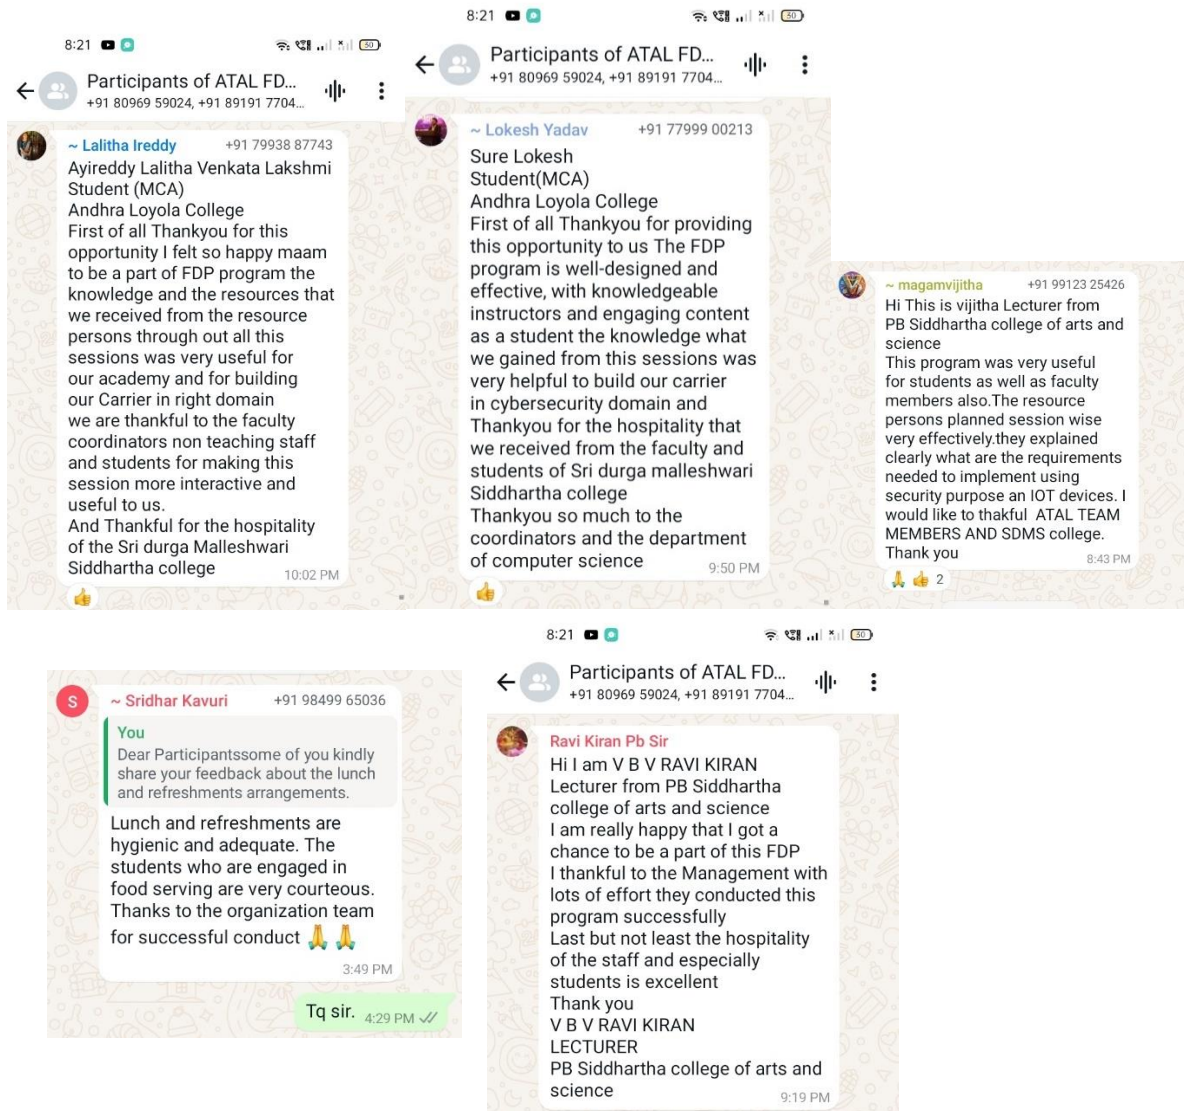 8:21
Participants of ATAL FD...
+91 80969 59024, +91 89191 7704...
~ Lalitha Ireddy +91 79938 87743
Ayireddy Lalitha Venkata Lakshmi
Student (MCA)
Andhra Loyola College
First of all Thankyou for this
opportunity I felt so happy maam
to be a part of FDP program the
knowledge and the resources that
we received from the resource
persons through out all this
sessions was very useful for
our academy and for building
our Carrier in right domain
we are thankful to the faculty
coordinators non teaching staff
and students for making this
session more interactive and
useful to us.
And Thankful for the hospitality
of the Sri durga Malleshwari
Siddhartha college
10:02 PM
8:21
50
Participants of ATAL FD...
+91 80969 59024, +91 89191 7704...
~ Lokesh Yadav +91 77999 00213
Sure Lokesh
Student(MCA)
Andhra Loyola College
First of all Thankyou for providing
this opportunity to us The FDP
program is well-designed and
effective, with knowledgeable
instructors and engaging content
as a student the knowledge what
we gained from this sessions was
very helpful to build our carrier
in cybersecurity domain and
Thankyou for the hospitality that
we received from the faculty and
students of Sri durga malleshwari
Siddhartha college
Thankyou so much to the
coordinators and the department
of computer science
9:50 PM
~ magamvijitha +91 99123 25426
Hi This is vijitha Lecturer from
PB Siddhartha college of arts and
science
This program was very useful
for students as well as faculty
members also.The resource
persons planned session wise
very effectively.they explained
clearly what are the requirements
needed to implement using
security purpose an IOT devices. I
would like to thakful ATAL TEAM
MEMBERS AND SDMS college.
Thank you
8:43 PM
2
S
~ Sridhar Kavuri +91 98499 65036
You
Dear Participantssome of you kindly
share your feedback about the lunch
and refreshments arrangements.
Lunch and refreshments are
hygienic and adequate. The
students who are engaged in
food serving are very courteous.
Thanks to the organization team
for successful conduct
3:49 PM
Tq sir. 4:29 PM
8:21
50
Participants of ATAL FD...
+91 80969 59024, +91 89191 7704...
Ravi Kiran Pb Sir
Hi I am V B V RAVI KIRAN
Lecturer from PB Siddhartha
college of arts and science
I am really happy that I got a
chance to be a part of this FDP
I thankful to the Management with
lots of effort they conducted this
program successfully
Last but not least the hospitality
of the staff and especially
students is excellent
Thank you
V B V RAVI KIRAN
LECTURER
PB Siddhartha college of arts and
science
9:19 PM